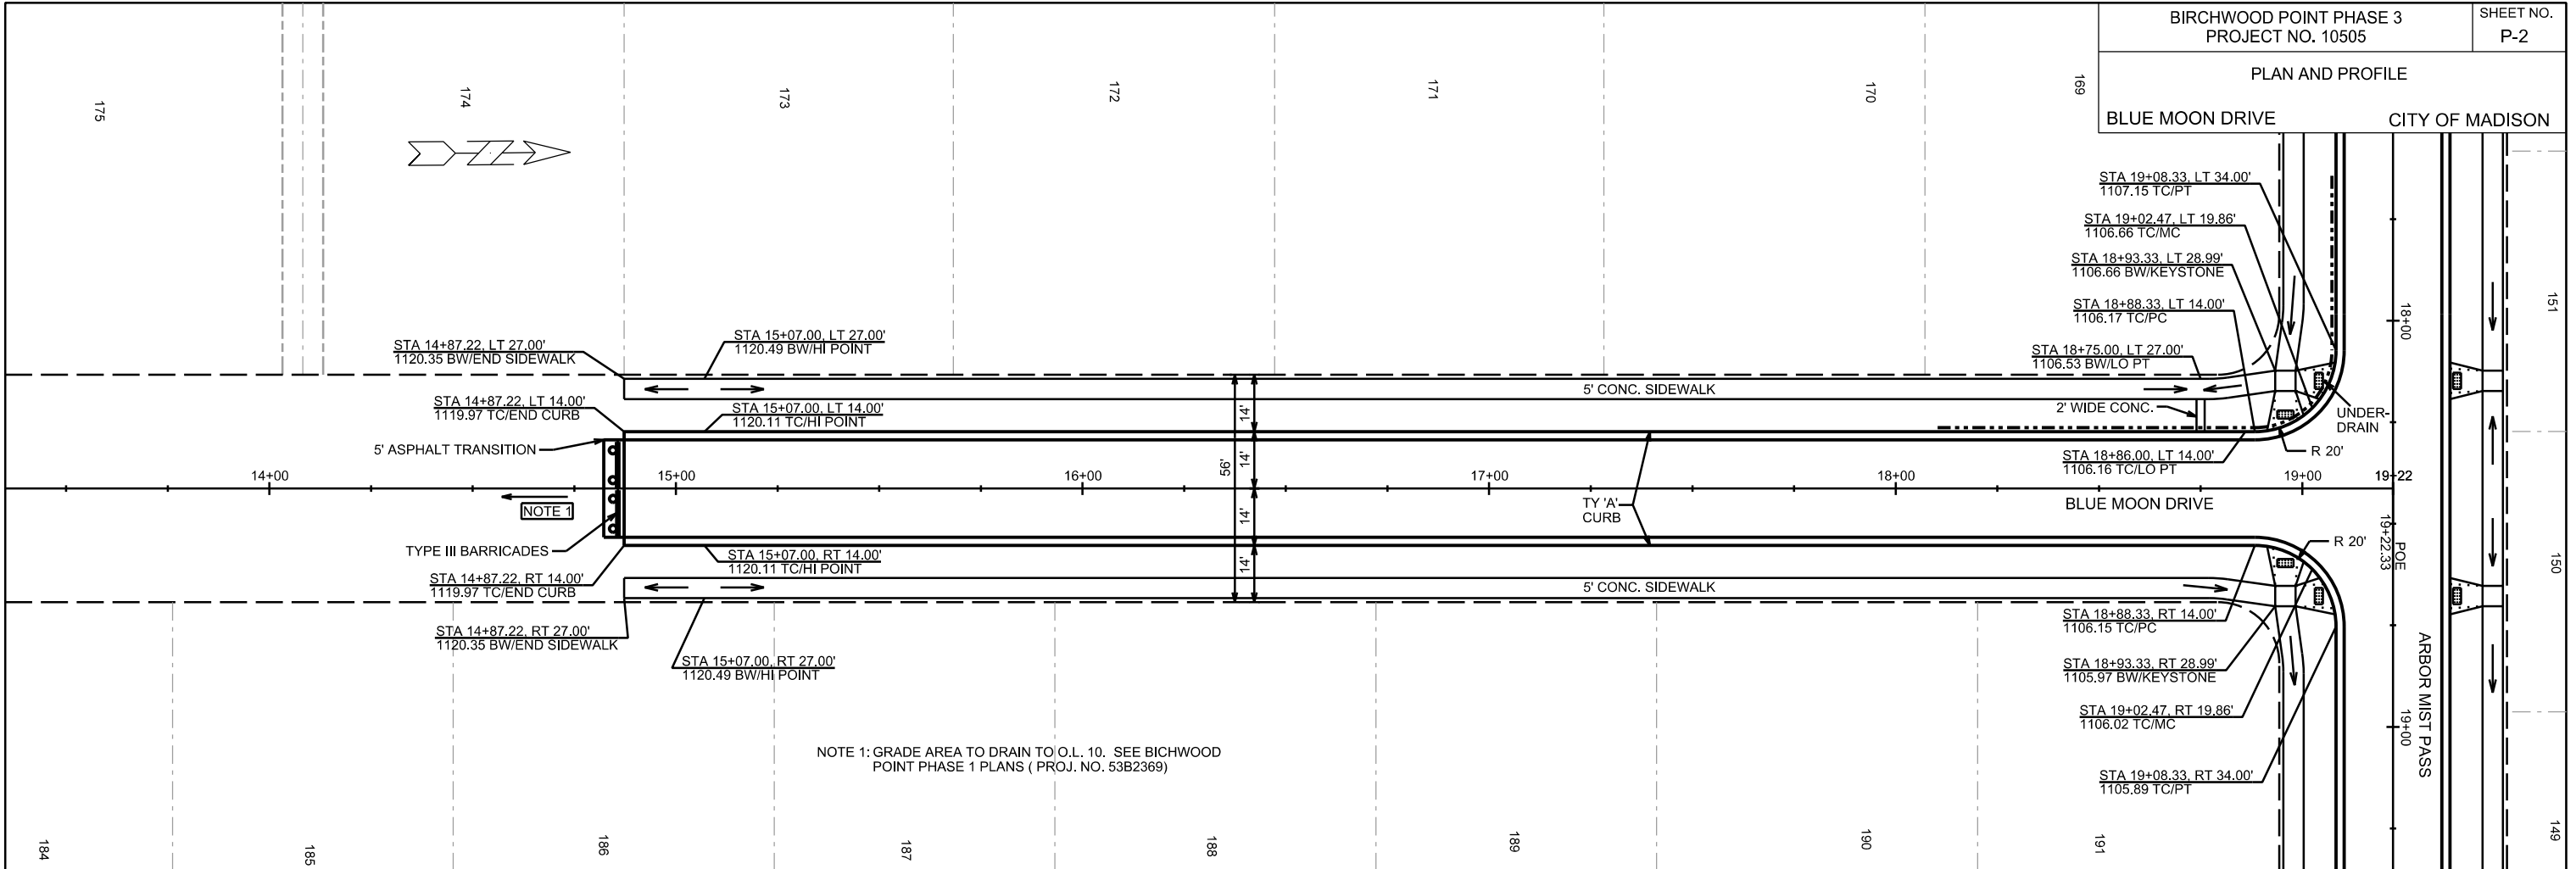 BIRCHWOOD POINT PHASE 3
PROJECT NO. 10505
SHEET NO.
P-2
PLAN AND PROFILE
BLUE MOON DRIVE
CITY OF MADISON
175
174
173
172
171
170
169
151
150
149
STA 19+08.33, LT 34.00'
1107.15 TC/PT
STA 19+02.47, LT 19.86'
1106.66 TC/MC
STA 18+93.33, LT 28.99'
1106.66 BW/KEYSTONE
STA 18+88.33, LT 14.00'
1106.17 TC/PC
STA 18+75.00, LT 27.00'
1106.53 BW/LO PT
STA 14+87.22, LT 27.00'
1120.35 BW/END SIDEWALK
STA 15+07.00, LT 27.00'
1120.49 BW/HI POINT
STA 14+87.22, LT 14.00'
1119.97 TC/END CURB
STA 15+07.00, LT 14.00'
1120.11 TC/HI POINT
5' CONC. SIDEWALK
2' WIDE CONC.
UNDER-
DRAIN
R 20'
5' ASPHALT TRANSITION
STA 18+86.00, LT 14.00'
1106.16 TC/LO PT
14'
14'
56'
14'
14'
14+00
15+00
16+00
17+00
18+00
19+00
19+22
NOTE 1
TY 'A'
CURB
BLUE MOON DRIVE
POE
19+22.33
18+00
19+00
ARBOR MIST PASS
TYPE III BARRICADES
R 20'
STA 15+07.00, RT 14.00'
1120.11 TC/HI POINT
STA 14+87.22, RT 14.00'
1119.97 TC/END CURB
5' CONC. SIDEWALK
STA 14+87.22, RT 27.00'
1120.35 BW/END SIDEWALK
STA 15+07.00, RT 27.00'
1120.49 BW/HI POINT
STA 18+88.33, RT 14.00'
1106.15 TC/PC
STA 18+93.33, RT 28.99'
1105.97 BW/KEYSTONE
STA 19+02.47, RT 19.86'
1106.02 TC/MC
STA 19+08.33, RT 34.00'
1105.89 TC/PT
NOTE 1: GRADE AREA TO DRAIN TO O.L. 10. SEE BICHWOOD
POINT PHASE 1 PLANS ( PROJ. NO. 53B2369)
184
185
186
187
188
189
190
191